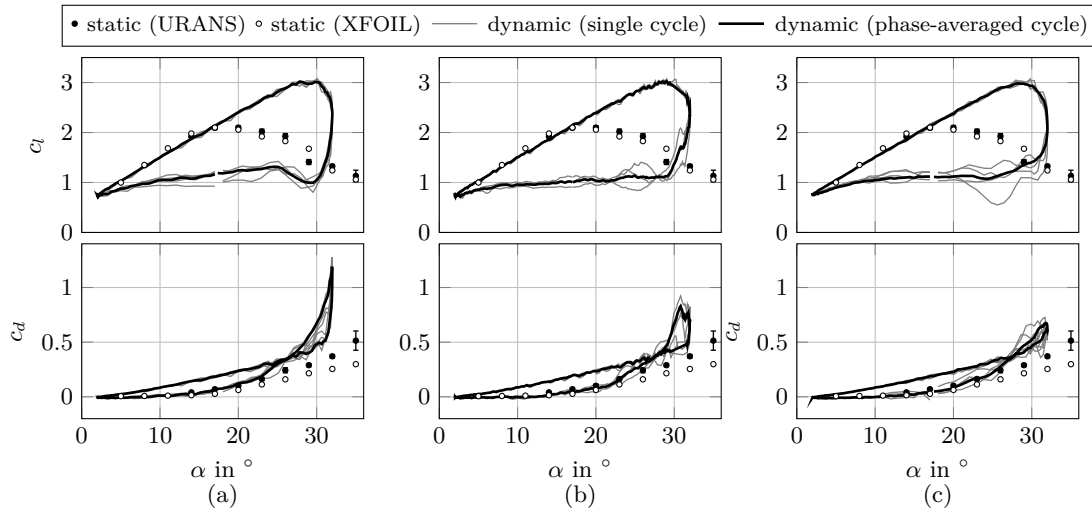 static (URANS) static (XFOIL) dynamic (single cycle) dynamic (phase-averaged cycle)
3
2
1
0
c_l
3
2
1
0
3
2
1
0
1
0.5
0
c_d
0 10 20 30
α in °
(a)
1
0.5
0
c_d
0 10 20 30
α in °
(b)
1
0.5
0
c_d
0 10 20 30
α in °
(c)